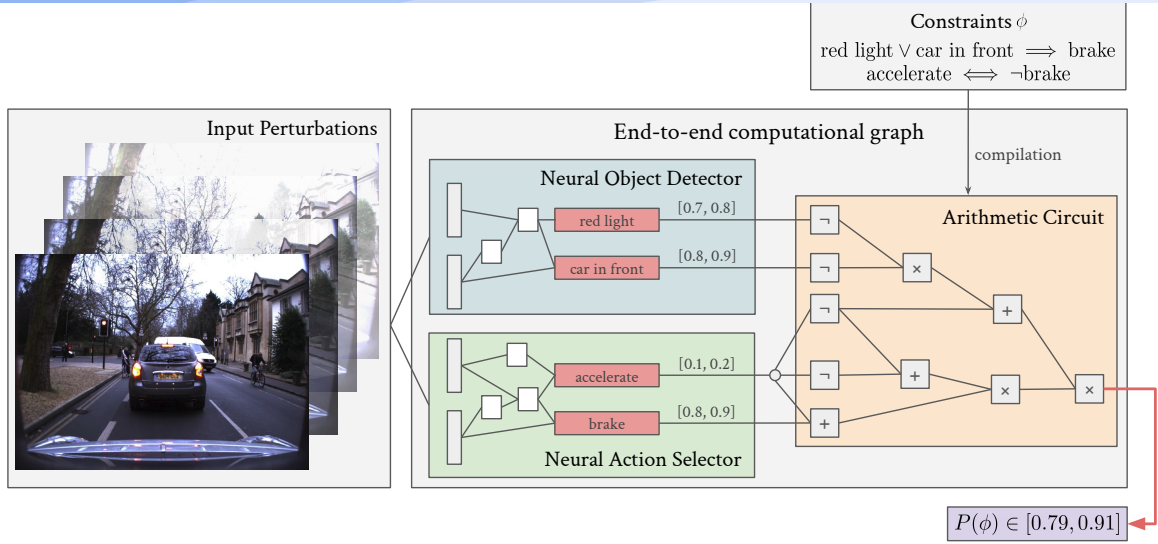 Constraints ϕ
red light ∨ car in front ⟹ brake
accelerate ⟺ ¬brake
Input Perturbations
End-to-end computational graph
compilation
Neural Object Detector
red light
[0.7, 0.8]
car in front
[0.8, 0.9]
Neural Action Selector
accelerate
[0.1, 0.2]
brake
[0.8, 0.9]
Arithmetic Circuit
¬
¬
×
¬
+
¬
+
×
×
+
P(ϕ) ∈ [0.79, 0.91]